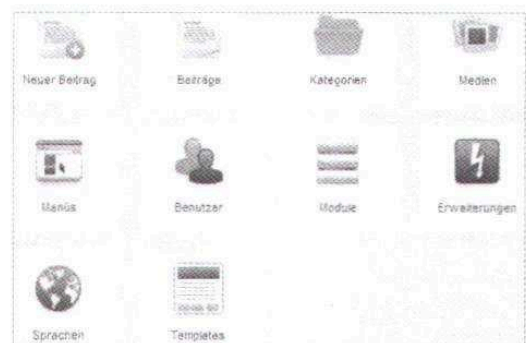 Neuer Beitrag Beiträge Kategorien Medien
Menüs Benutzer Module Erweiterungen
Sprachen Templates